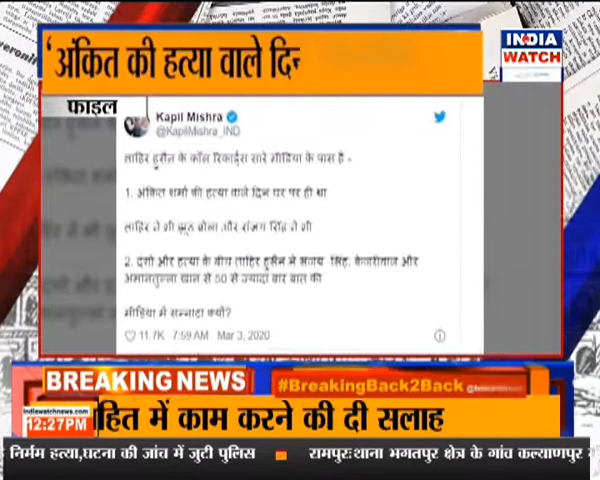 ‘अंकित की हत्या वाले दिन
INDIA
WATCH
फाइल
Kapil Mishra
@KapilMishra_IND
ताहिर हुसैन के कॉल रिकार्ड्स सारे मीडिया के पास है -
1. अंकित शर्मा की हत्या वाले दिन घर पर ही था
ताहिर ने भी झूठ बोला और संजय सिंह ने भी
2. दंगो और हत्या के बीच ताहिर हुसैन ने संजय सिंह, केजरीवाल और
अमानतुल्ला खान से 50 से ज्यादा बार बात की
मीडिया में सन्नाटा क्यों?
11.7K 7:59 AM - Mar 3, 2020
BREAKING NEWS
#BreakingBack2Back
indiawatchnews.com
12:27PM
हित में काम करने की दी सलाह
निर्मम हत्या,घटना की जांच में जुटी पुलिस
रामपुरःथाना भगतपुर क्षेत्र के गांव कल्याणपुर